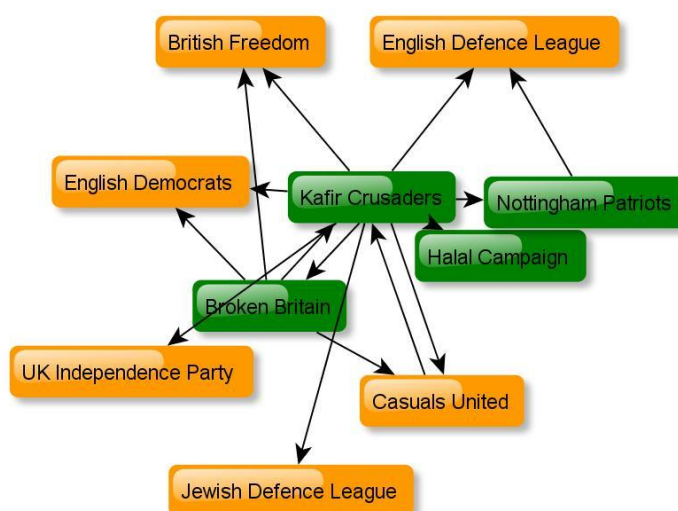 British Freedom
English Defence League
English Democrats
Kafir Crusaders
Nottingham Patriots
Halal Campaign
Broken Britain
UK Independence Party
Casuals United
Jewish Defence League